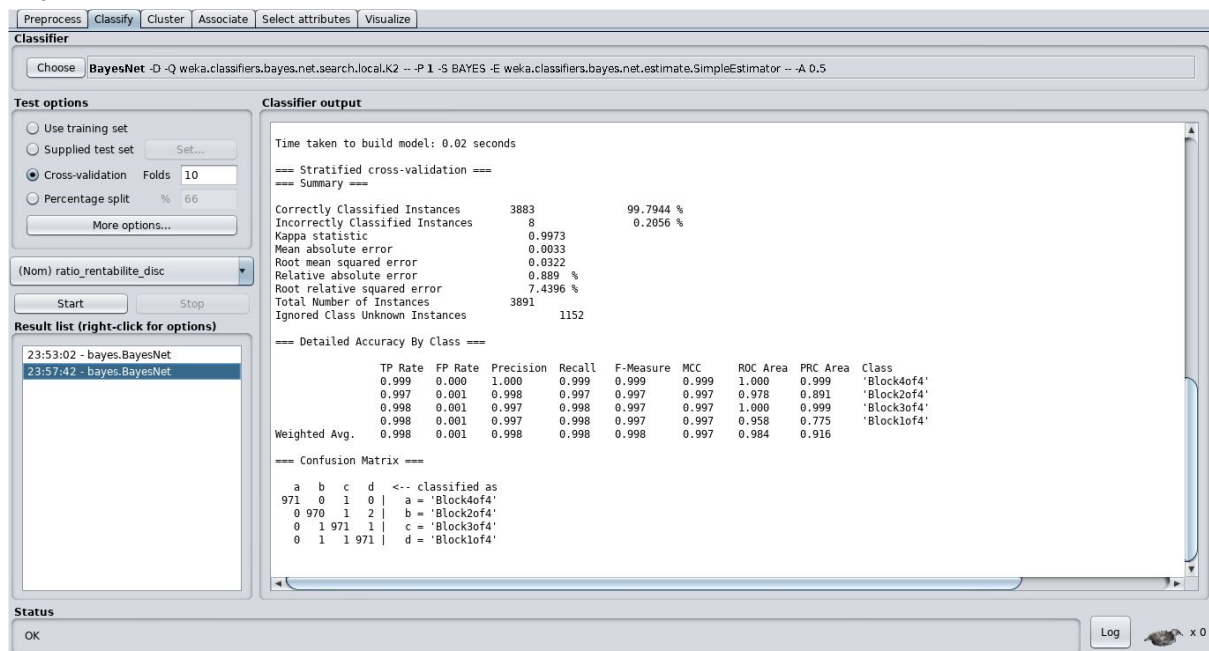 Preprocess Classify Cluster Associate Select attributes Visualize
Classifier
Choose BayesNet -D -Q weka.classifiers.bayes.net.search.local.K2 -- -P 1 -S BAYES -E weka.classifiers.bayes.net.estimate.SimpleEstimator -- -A 0.5
Test options
Use training set
Supplied test set Set...
Cross-validation Folds 10
Percentage split % 66
More options...
(Nom) ratio_rentabilite_disc
Start Stop
Result list (right-click for options)
23:53:02 - bayes.BayesNet
23:57:42 - bayes.BayesNet
Classifier output
Time taken to build model: 0.02 seconds
=== Stratified cross-validation ===
=== Summary ===
Correctly Classified Instances 3883 99.7944 %
Incorrectly Classified Instances 8 0.2056 %
Kappa statistic 0.9973
Mean absolute error 0.0033
Root mean squared error 0.0322
Relative absolute error 0.889 %
Root relative squared error 7.4396 %
Total Number of Instances 3891
Ignored Class Unknown Instances 1152
=== Detailed Accuracy By Class ===
TP Rate FP Rate Precision Recall F-Measure MCC ROC Area PRC Area Class
0.999 0.000 1.000 0.999 0.999 0.999 1.000 0.999 'Block4of4'
0.997 0.001 0.998 0.997 0.997 0.997 0.978 0.891 'Block2of4'
0.998 0.001 0.997 0.998 0.998 0.997 1.000 0.999 'Block3of4'
0.998 0.001 0.997 0.998 0.997 0.997 0.958 0.775 'Block1of4'
Weighted Avg. 0.998 0.001 0.998 0.998 0.998 0.997 0.984 0.916
=== Confusion Matrix ===
a b c d <-- classified as
971 0 1 0 | a = 'Block4of4'
0 970 1 2 | b = 'Block2of4'
0 1 971 1 | c = 'Block3of4'
0 1 1 971 | d = 'Block1of4'
Status
OK
Log x 0